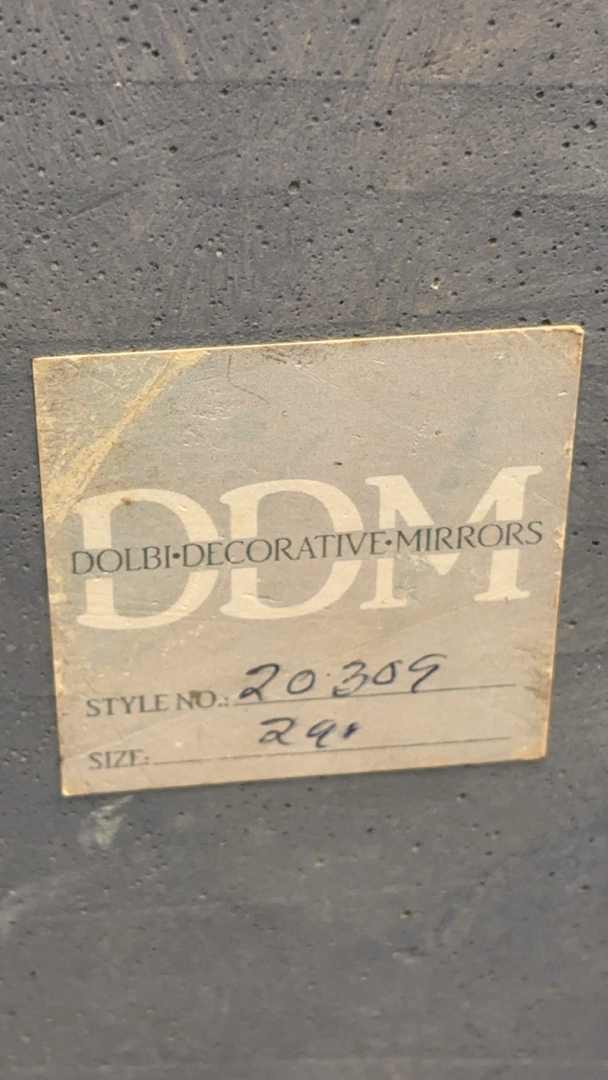 DDM
DOLBI•DECORATIVE•MIRRORS
STYLE NO.: 20309
SIZE: